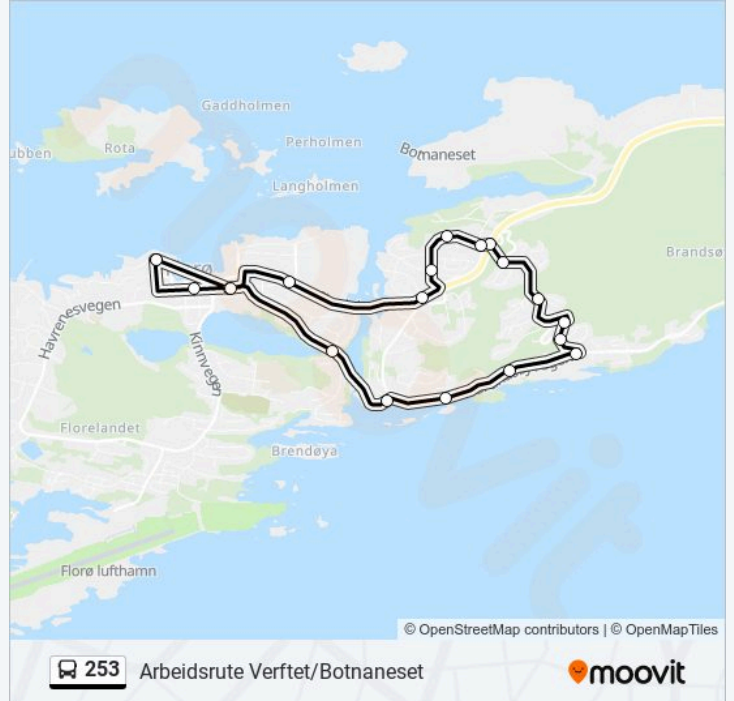 Gaddholmen
ubben
Rota
Perholmen
Botnaneset
Langholmen
Brandsø
Havrenesvegen
Kinnvegen
Florelandet
Brendøya
Florø lufthamn
© OpenStreetMap contributors | © OpenMapTiles
253 Arbeidsrute Verftet/Botnaneset moovit